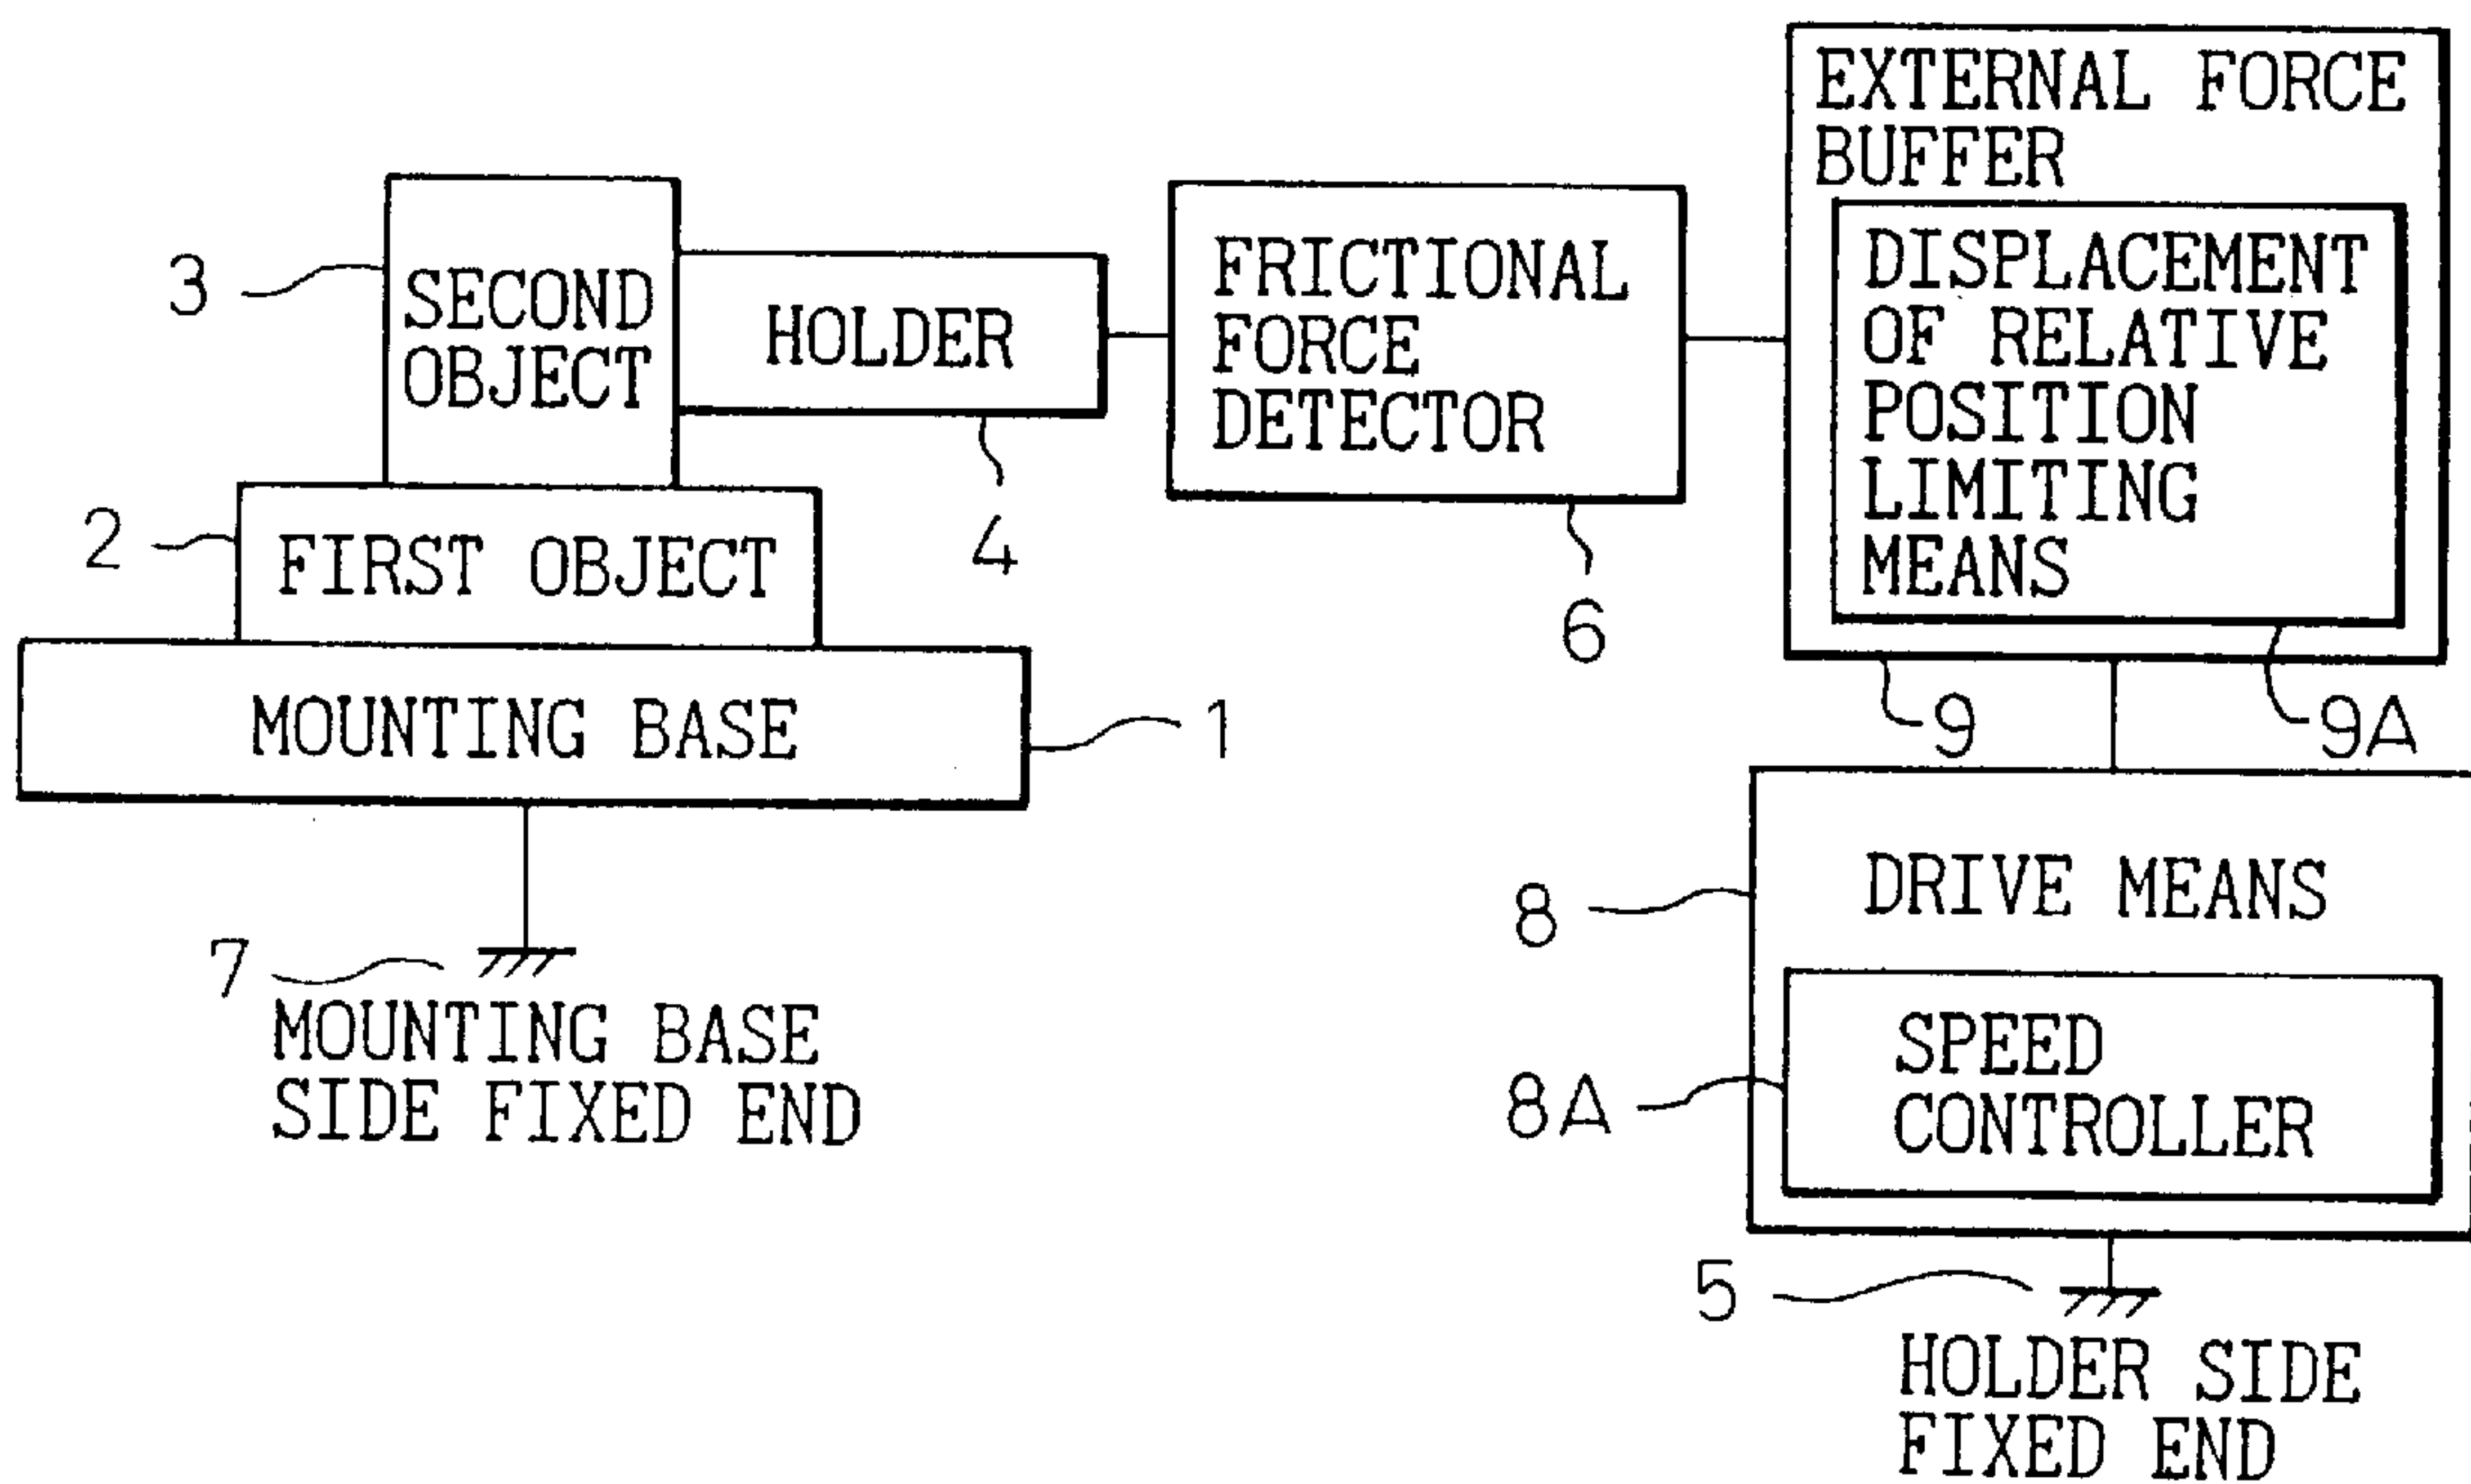 EXTERNAL FORCE
BUFFER
DISPLACEMENT
OF RELATIVE
POSITION
LIMITING
MEANS
9
9A
3
SECOND
OBJECT
HOLDER
4
FRICTIONAL
FORCE
DETECTOR
6
2
FIRST OBJECT
MOUNTING BASE
1
7
MOUNTING BASE
SIDE FIXED END
8
DRIVE MEANS
8A
SPEED
CONTROLLER
5
HOLDER SIDE
FIXED END